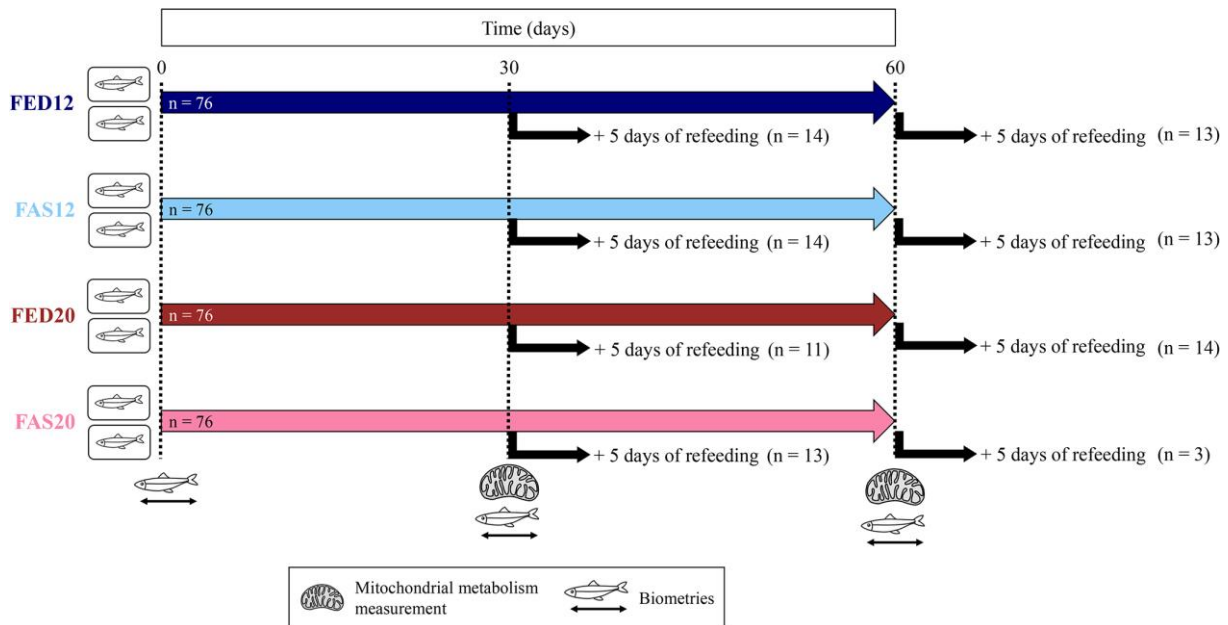 Time (days)
0 30 60
FED12 n = 76
+ 5 days of refeeding (n = 14) + 5 days of refeeding (n = 13)
FAS12 n = 76
+ 5 days of refeeding (n = 14) + 5 days of refeeding (n = 13)
FED20 n = 76
+ 5 days of refeeding (n = 11) + 5 days of refeeding (n = 14)
FAS20 n = 76
+ 5 days of refeeding (n = 13) + 5 days of refeeding (n = 3)
Mitochondrial metabolism
measurement
Biometries